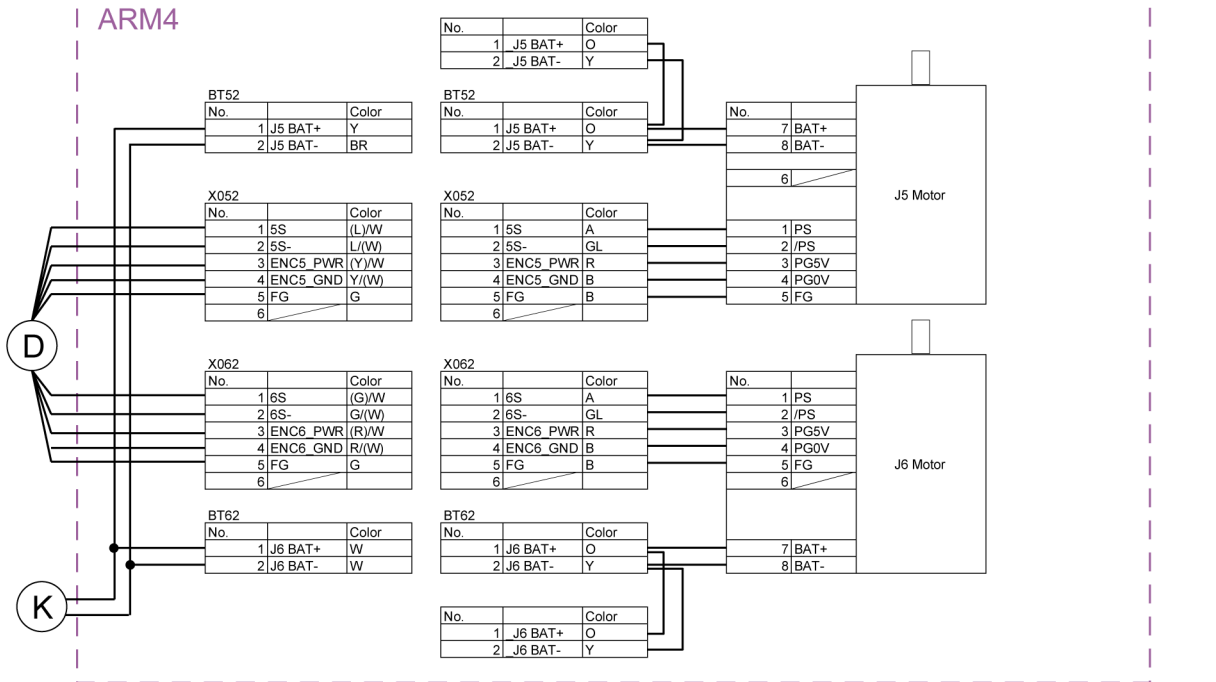 ARM4
No. Color
1 _J5 BAT+ O
2 _J5 BAT- Y
BT52
No. Color
1 J5 BAT+ Y
2 J5 BAT- BR
BT52
No. Color
1 J5 BAT+ O
2 J5 BAT- Y
No.
7 BAT+
8 BAT-
6
1 PS
2 /PS
3 PG5V
4 PG0V
5 FG
J5 Motor
X052
No. Color
1 5S (L)/W
2 5S- L/(W)
3 ENC5_PWR (Y)/W
4 ENC5_GND Y/(W)
5 FG G
6
X052
No. Color
1 5S A
2 5S- GL
3 ENC5_PWR R
4 ENC5_GND B
5 FG B
6
D
X062
No. Color
1 6S (G)/W
2 6S- G/(W)
3 ENC6_PWR (R)/W
4 ENC6_GND R/(W)
5 FG G
6
X062
No. Color
1 6S A
2 6S- GL
3 ENC6_PWR R
4 ENC6_GND B
5 FG B
6
No.
1 PS
2 /PS
3 PG5V
4 PG0V
5 FG
6
7 BAT+
8 BAT-
J6 Motor
BT62
No. Color
1 J6 BAT+ W
2 J6 BAT- W
BT62
No. Color
1 J6 BAT+ O
2 J6 BAT- Y
K
No. Color
1 _J6 BAT+ O
2 _J6 BAT- Y